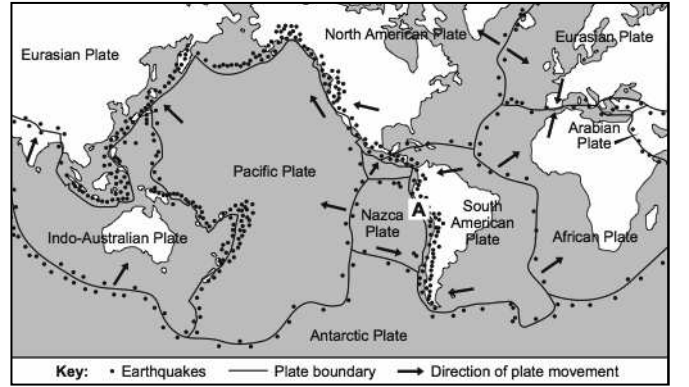 North American Plate
Eurasian Plate
Eurasian Plate
Arabian
Plate
Pacific Plate
A
Nazca
Plate
South
American
Plate
Indo-Australian Plate
African Plate
Antarctic Plate
Key: • Earthquakes — Plate boundary → Direction of plate movement